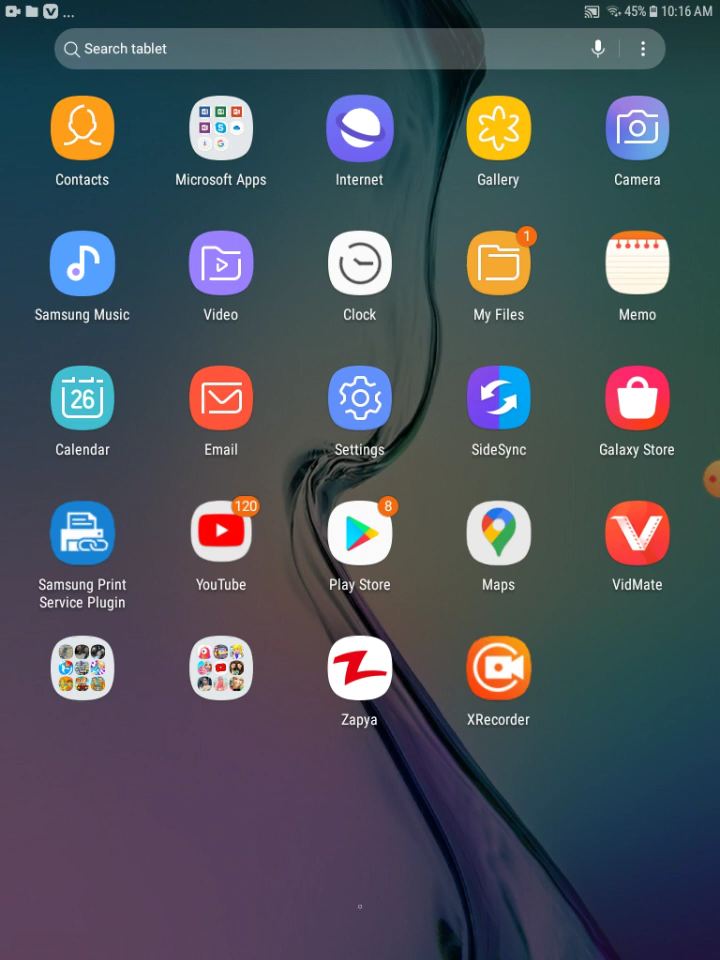 ...
45% 10:16 AM
Search tablet
Contacts
Microsoft Apps
Internet
Gallery
Camera
Samsung Music
Video
Clock
1
My Files
Memo
26
Calendar
Email
Settings
SideSync
Galaxy Store
Samsung Print
Service Plugin
120
YouTube
8
Play Store
Maps
VidMate
Zapya
XRecorder